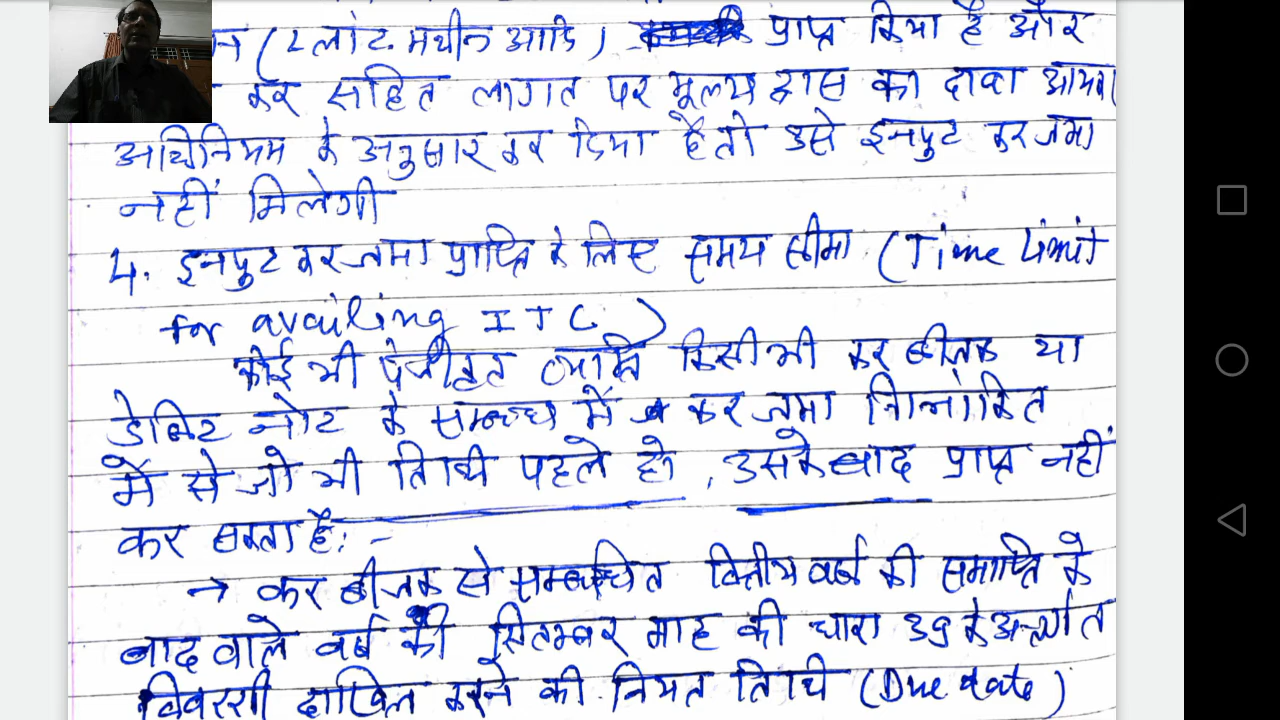 न (प्लांट. मशीन आदि) प्राप्त किया है और
कर सहित लागत पर मूल्य ह्रास का दावा आयकर
अधिनियम के अनुसार कर दिया है तो उसे इनपुट कर जमा
नहीं मिलेगी
4. इनपुट कर जमा प्राप्ति के लिए समय सीमा (Time limit
for availing ITC)
कोई भी पंजीकृत व्यक्ति किसी भी कर बीजक या
डेबिट नोट के सम्बन्ध में कर जमा निम्नांकित
में से जो भी तिथि पहले हो, उसके बाद प्राप्त नहीं
कर सकता है: -
→ कर बीजक से सम्बन्धित वित्तीय वर्ष की समाप्ति के
बाद वाले वर्ष की सितम्बर माह की धारा 39 के अन्तर्गत
विवरणी दाखिल करने की नियत तिथि (Due date)